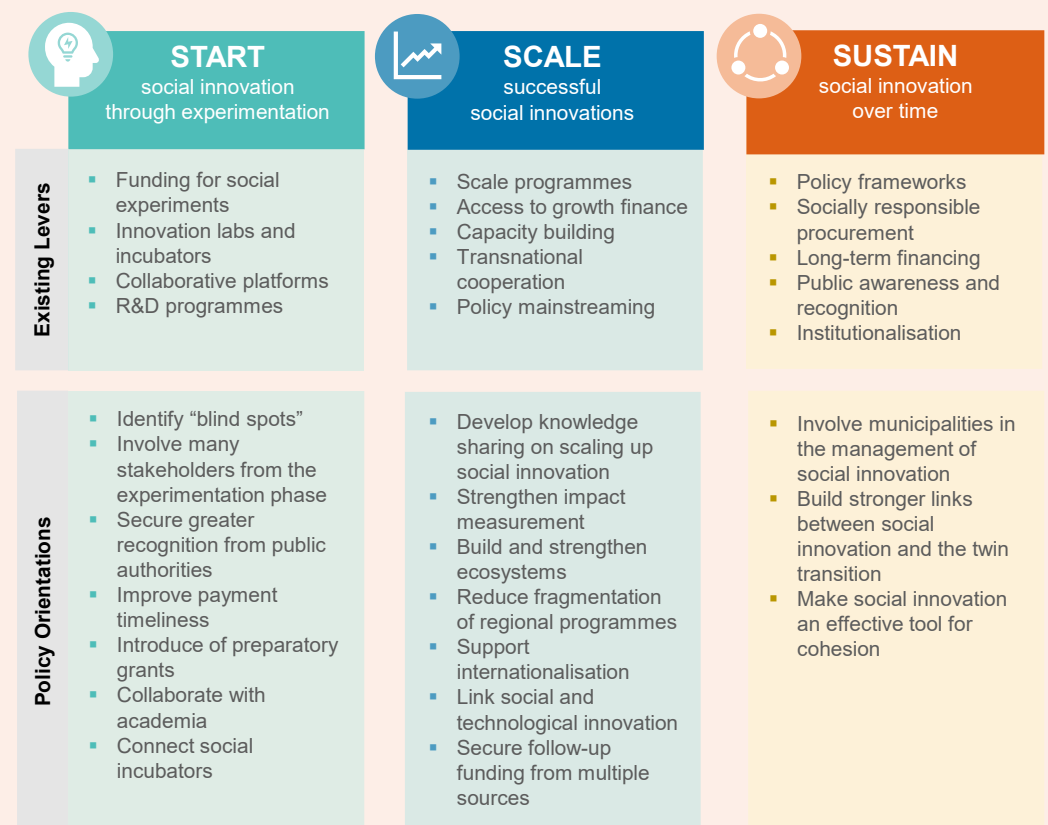 START
social innovation
through experimentation
SCALE
successful
social innovations
SUSTAIN
social innovation
over time
Existing Levers
▪ Funding for social
experiments
▪ Innovation labs and
incubators
▪ Collaborative platforms
▪ R&D programmes
▪ Scale programmes
▪ Access to growth finance
▪ Capacity building
▪ Transnational
cooperation
▪ Policy mainstreaming
▪ Policy frameworks
▪ Socially responsible
procurement
▪ Long-term financing
▪ Public awareness and
recognition
▪ Institutionalisation
Policy Orientations
▪ Identify “blind spots”
▪ Involve many
stakeholders from the
experimentation phase
▪ Secure greater
recognition from public
authorities
▪ Improve payment
timeliness
▪ Introduce of preparatory
grants
▪ Collaborate with
academia
▪ Connect social
incubators
▪ Develop knowledge
sharing on scaling up
social innovation
▪ Strengthen impact
measurement
▪ Build and strengthen
ecosystems
▪ Reduce fragmentation
of regional programmes
▪ Support
internationalisation
▪ Link social and
technological innovation
▪ Secure follow-up
funding from multiple
sources
▪ Involve municipalities in
the management of
social innovation
▪ Build stronger links
between social
innovation and the twin
transition
▪ Make social innovation
an effective tool for
cohesion